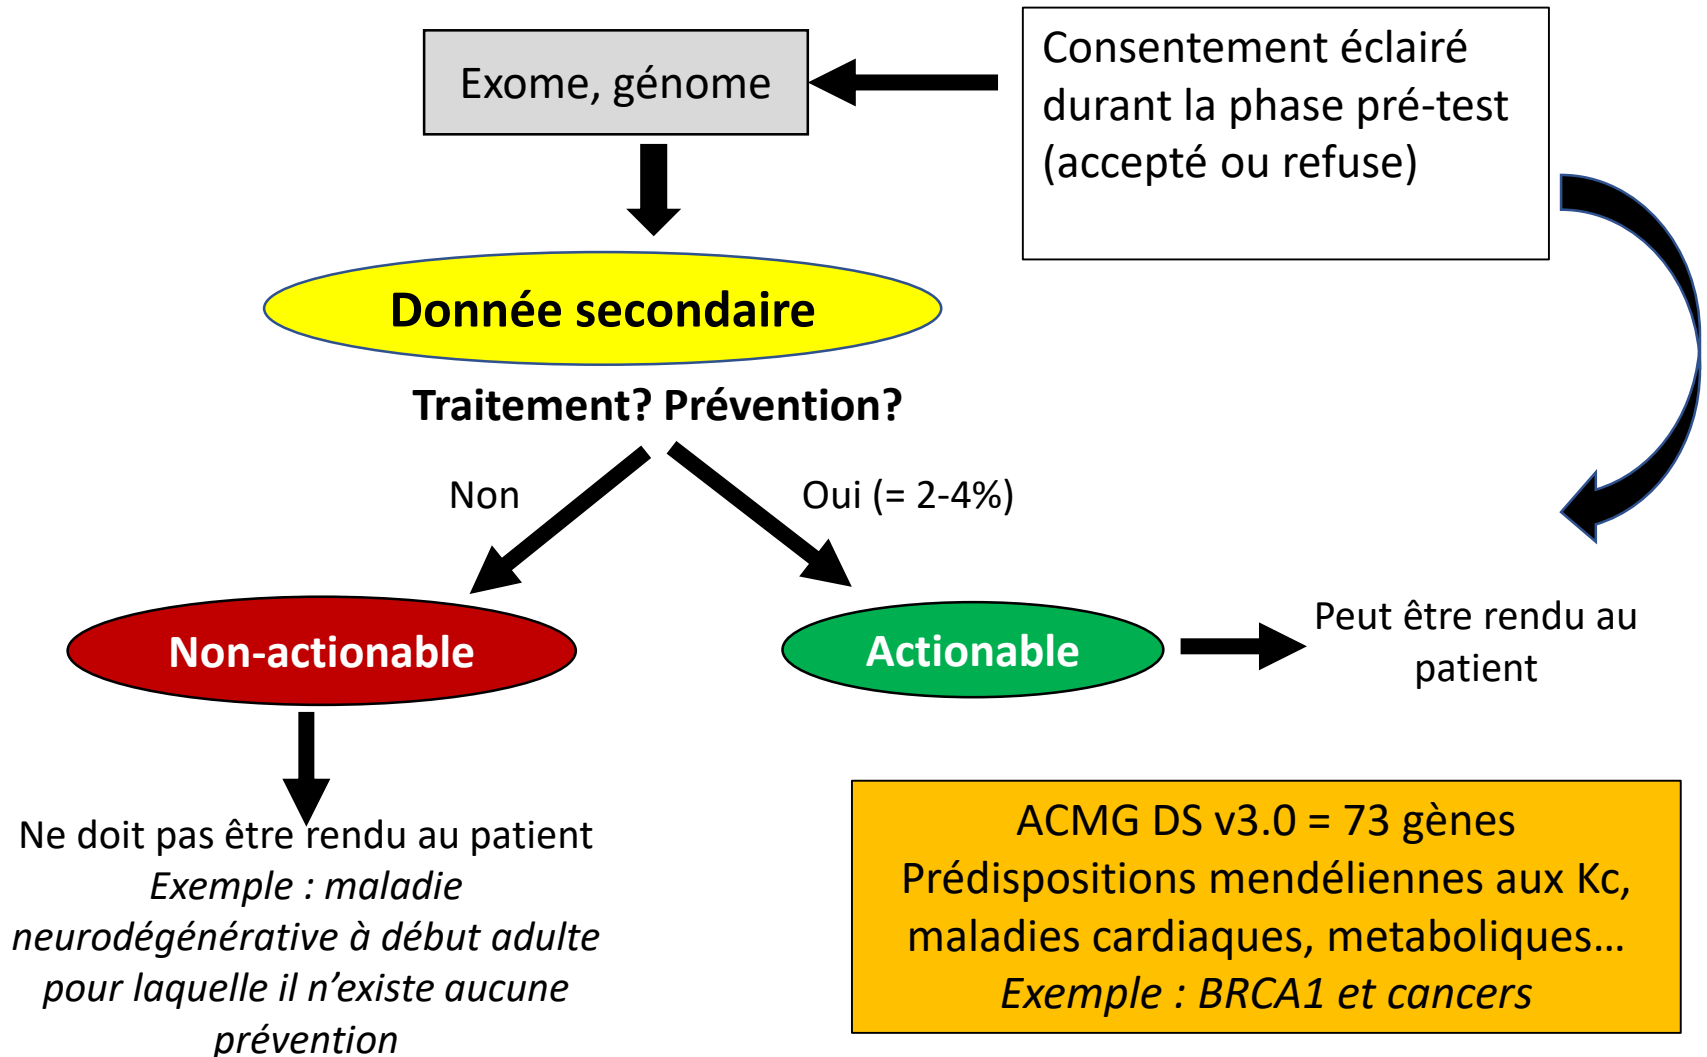 Exome, génome
Consentement éclairé
durant la phase pré-test
(accepté ou refuse)
Donnée secondaire
Traitement? Prévention?
Non
Oui (= 2-4%)
Non-actionable
Actionable
Peut être rendu au
patient
Ne doit pas être rendu au patient
Exemple : maladie
neurodégénérative à début adulte
pour laquelle il n’existe aucune
prévention
ACMG DS v3.0 = 73 gènes
Prédispositions mendéliennes aux Kc,
maladies cardiaques, metaboliques…
Exemple : BRCA1 et cancers